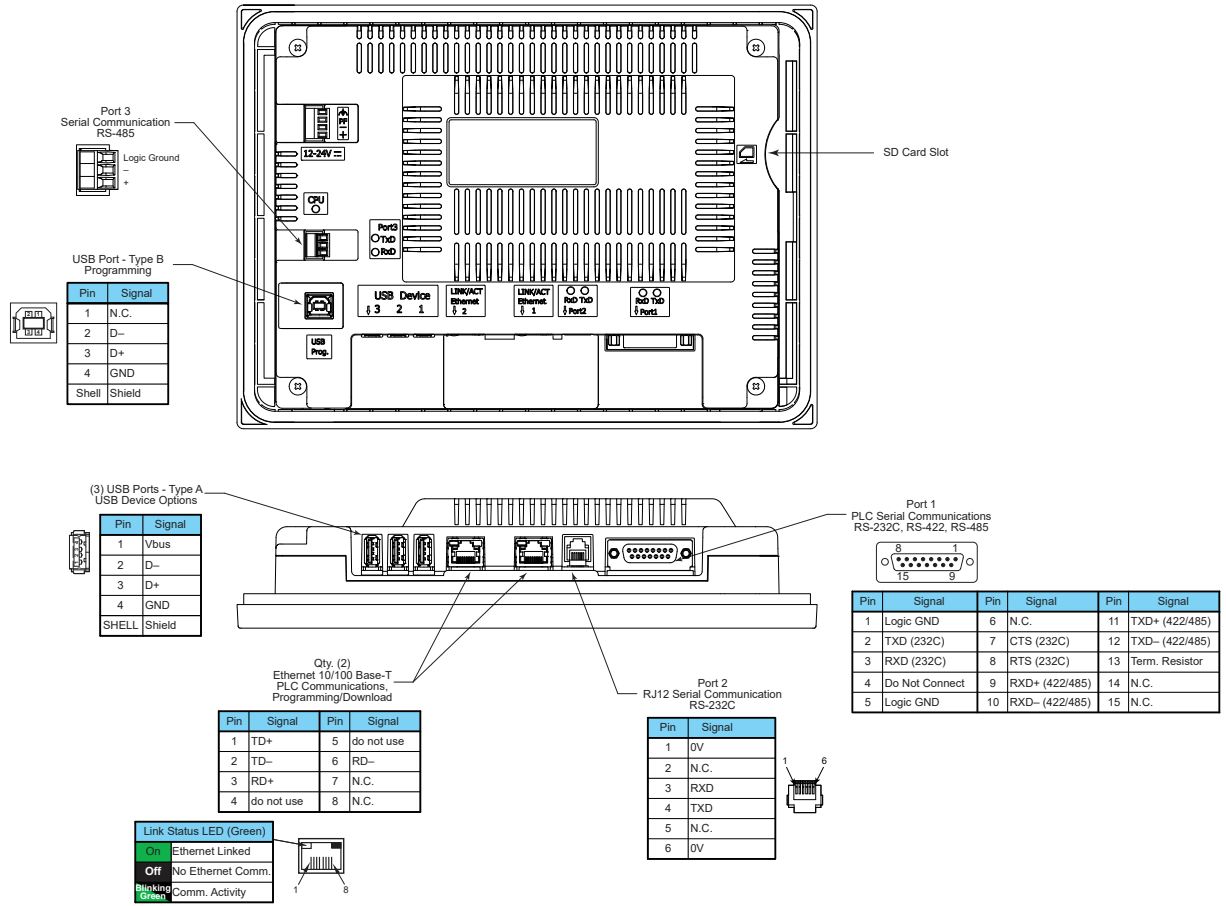 Port 3
Serial Communication
RS-485
Logic Ground
–
+
12-24V
CPU
Port3
TxD
RxD
SD Card Slot
USB Port - Type B
Programming
Pin Signal
1 N.C.
2 D–
3 D+
4 GND
Shell Shield
2 1
3 4
USB Device
3 2 1
LINK/ACT
Ethernet
2
LINK/ACT
Ethernet
1
RxD TxD
Port2
RxD TxD
Port1
USB
Prog.
(3) USB Ports - Type A
USB Device Options
Pin Signal
1 Vbus
2 D–
3 D+
4 GND
SHELL Shield
Port 1
PLC Serial Communications
RS-232C, RS-422, RS-485
8 1
15 9
Pin Signal Pin Signal Pin Signal
1 Logic GND 6 N.C. 11 TXD+ (422/485)
2 TXD (232C) 7 CTS (232C) 12 TXD– (422/485)
3 RXD (232C) 8 RTS (232C) 13 Term. Resistor
4 Do Not Connect 9 RXD+ (422/485) 14 N.C.
5 Logic GND 10 RXD– (422/485) 15 N.C.
Qty. (2)
Ethernet 10/100 Base-T
PLC Communications,
Programming/Download
Pin Signal Pin Signal
1 TD+ 5 do not use
2 TD– 6 RD–
3 RD+ 7 N.C.
4 do not use 8 N.C.
Port 2
RJ12 Serial Communication
RS-232C
Pin Signal
1 0V
2 N.C.
3 RXD
4 TXD
5 N.C.
6 0V
1 6
Link Status LED (Green)
On Ethernet Linked
Off No Ethernet Comm.
Blinking
Green Comm. Activity
1 8